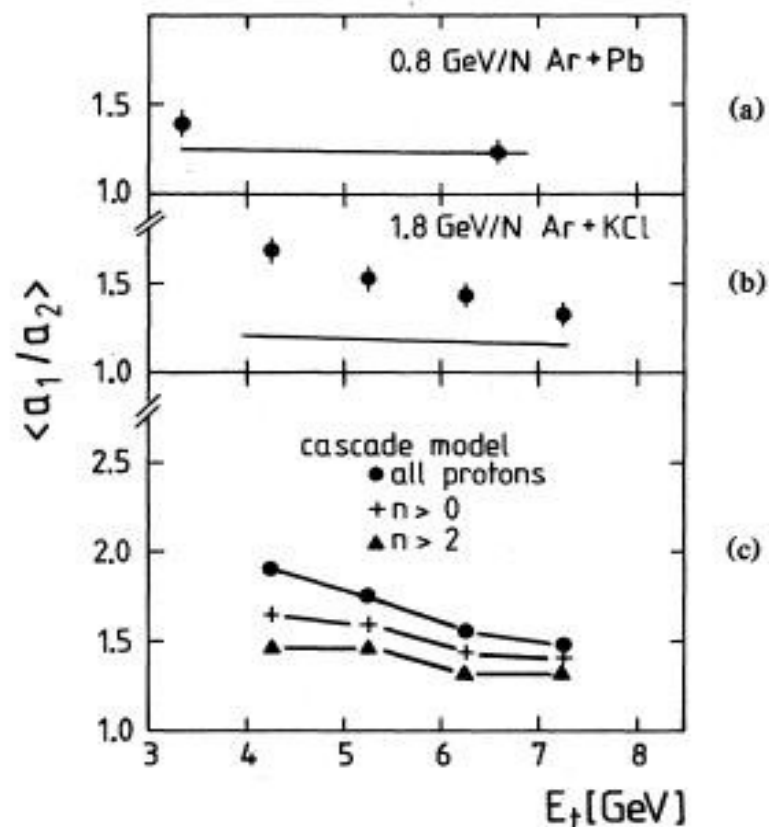 0.8 GeV/N Ar+Pb
(a)
1.5
1.0
1.8 GeV/N Ar+KCl
(b)
1.5
1.0
<a₁/a₂>
cascade model
all protons
n > 0
n > 2
(c)
2.5
2.0
1.5
1.0
3 4 5 6 7 8
Eₜ[GeV]